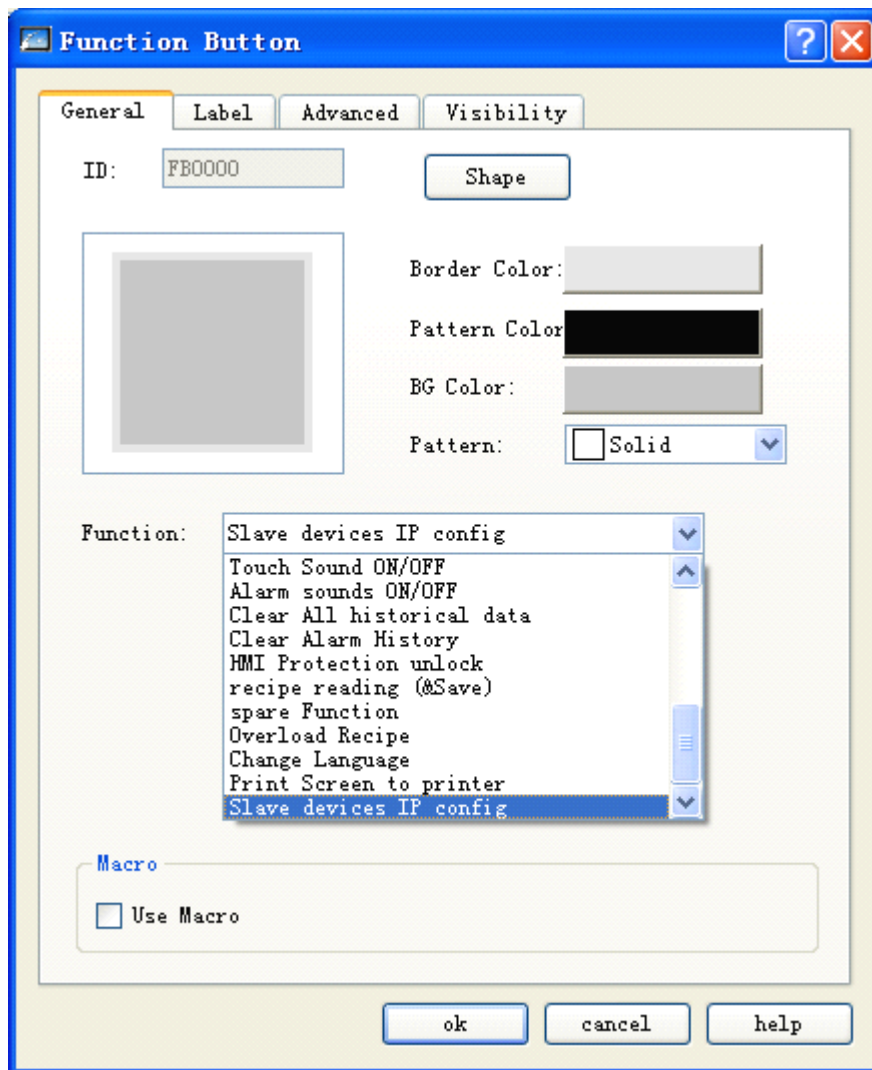 Function Button
General Label Advanced Visibility
ID: FB0000
Shape
Border Color:
Pattern Color
BG Color:
Pattern: Solid
Function: Slave devices IP config
Touch Sound ON/OFF
Alarm sounds ON/OFF
Clear All historical data
Clear Alarm History
HMI Protection unlock
recipe reading (&Save)
spare Function
Overload Recipe
Change Language
Print Screen to printer
Slave devices IP config
Macro
Use Macro
ok cancel help